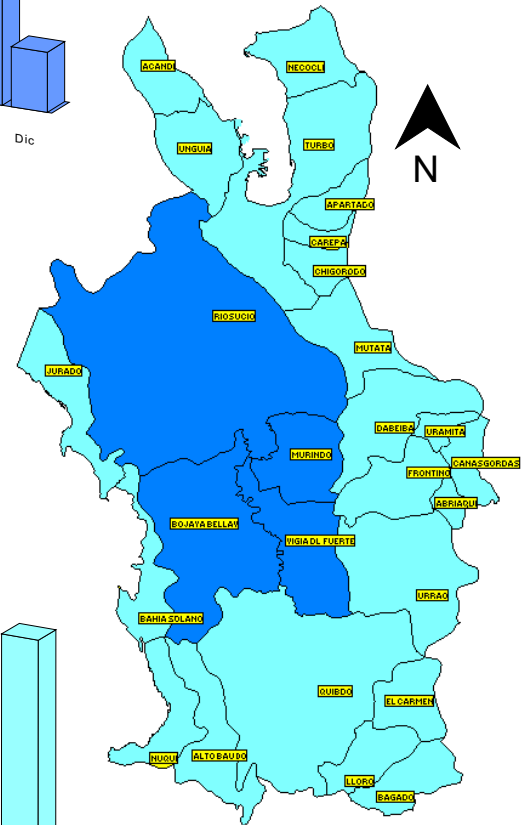 ACANDI
NECOCLI
Dic
UNGUIA
TURBO
N
APARTADO
CAREPA
CHIGORODO
RIOSUCIO
MUTATA
JURADO
DABEIBA
URAMITA
MURINDO
CANASGORDAS
FRONTINO
ABRIAQUI
BOJAYA BELLAV
VIGIA DL FUERTE
URRAO
BAHIA SOLANO
QUIBDO
EL CARMEN
NUQUI
ALTO BAUDO
LLORO
BAGADO